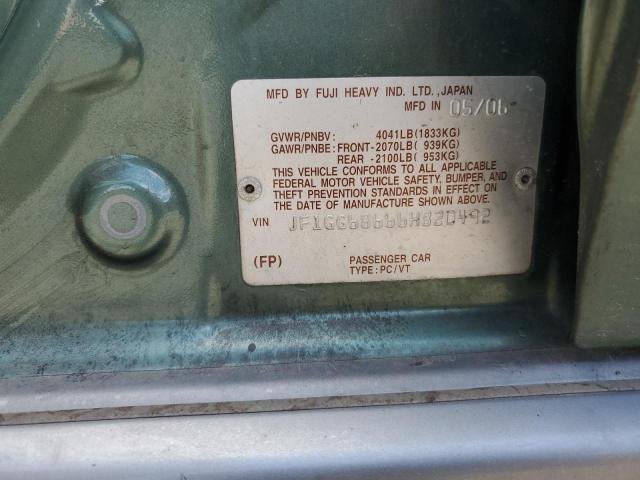 MFD BY FUJI HEAVY IND. LTD.,JAPAN
MFD IN 05/06
GVWR/PNBV: 4041LB(1833KG)
GAWR/PNBE:FRONT-2070LB( 939KG)
REAR -2100LB( 953KG)
THIS VEHICLE CONFORMS TO ALL APPLICABLE
FEDERAL MOTOR VEHICLE SAFETY, BUMPER, AND
THEFT PREVENTION STANDARDS IN EFFECT ON
THE DATE OF MANUFACTURE SHOWN ABOVE.
VIN JF1GG68666H820492
(FP) PASSENGER CAR
TYPE:PC/VT